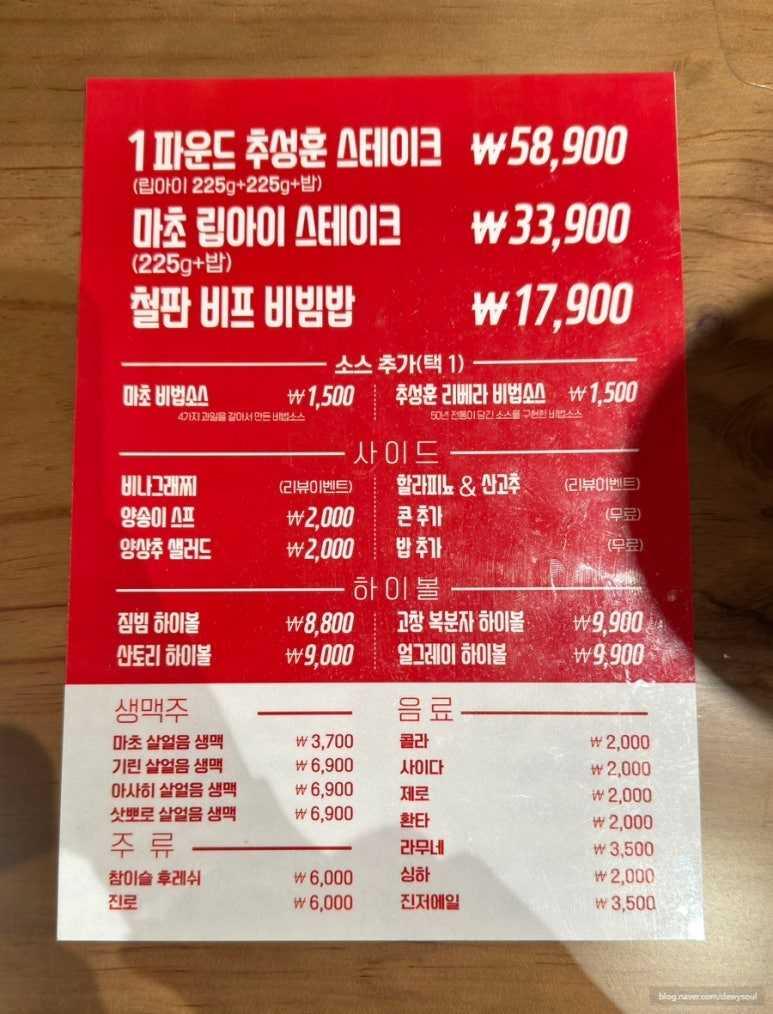 1 파운드 추성훈 스테이크 ₩58,900
(립아이 225g+225g+밥)
마초 립아이 스테이크 ₩33,900
(225g+밥)
철판 비프 비빔밥 ₩17,900
소스 추가(택 1)
마초 비법소스 ₩1,500
4가지 과일을 갈아서 만든 비법소스
추성훈 리베라 비법소스 ₩1,500
50년 전통이 담긴 소스를 구현한 비법소스
사이드
비나그래찌 (리뷰이벤트)
양송이 스프 ₩2,000
양상추 샐러드 ₩2,000
할라피뇨 & 산고추 (리뷰이벤트)
콘 추가 (무료)
밥 추가 (무료)
하이볼
짐빔 하이볼 ₩8,800
산토리 하이볼 ₩9,000
고창 복분자 하이볼 ₩9,900
얼그레이 하이볼 ₩9,900
생맥주
마초 살얼음 생맥 ₩3,700
기린 살얼음 생맥 ₩6,900
아사히 살얼음 생맥 ₩6,900
삿뽀로 살얼음 생맥 ₩6,900
주 류
참이슬 후레쉬 ₩6,000
진로 ₩6,000
음료
콜라 ₩2,000
사이다 ₩2,000
제로 ₩2,000
환타 ₩2,000
라무네 ₩3,500
싱하 ₩2,000
진저에일 ₩3,500
blog.naver.com/dewysoul